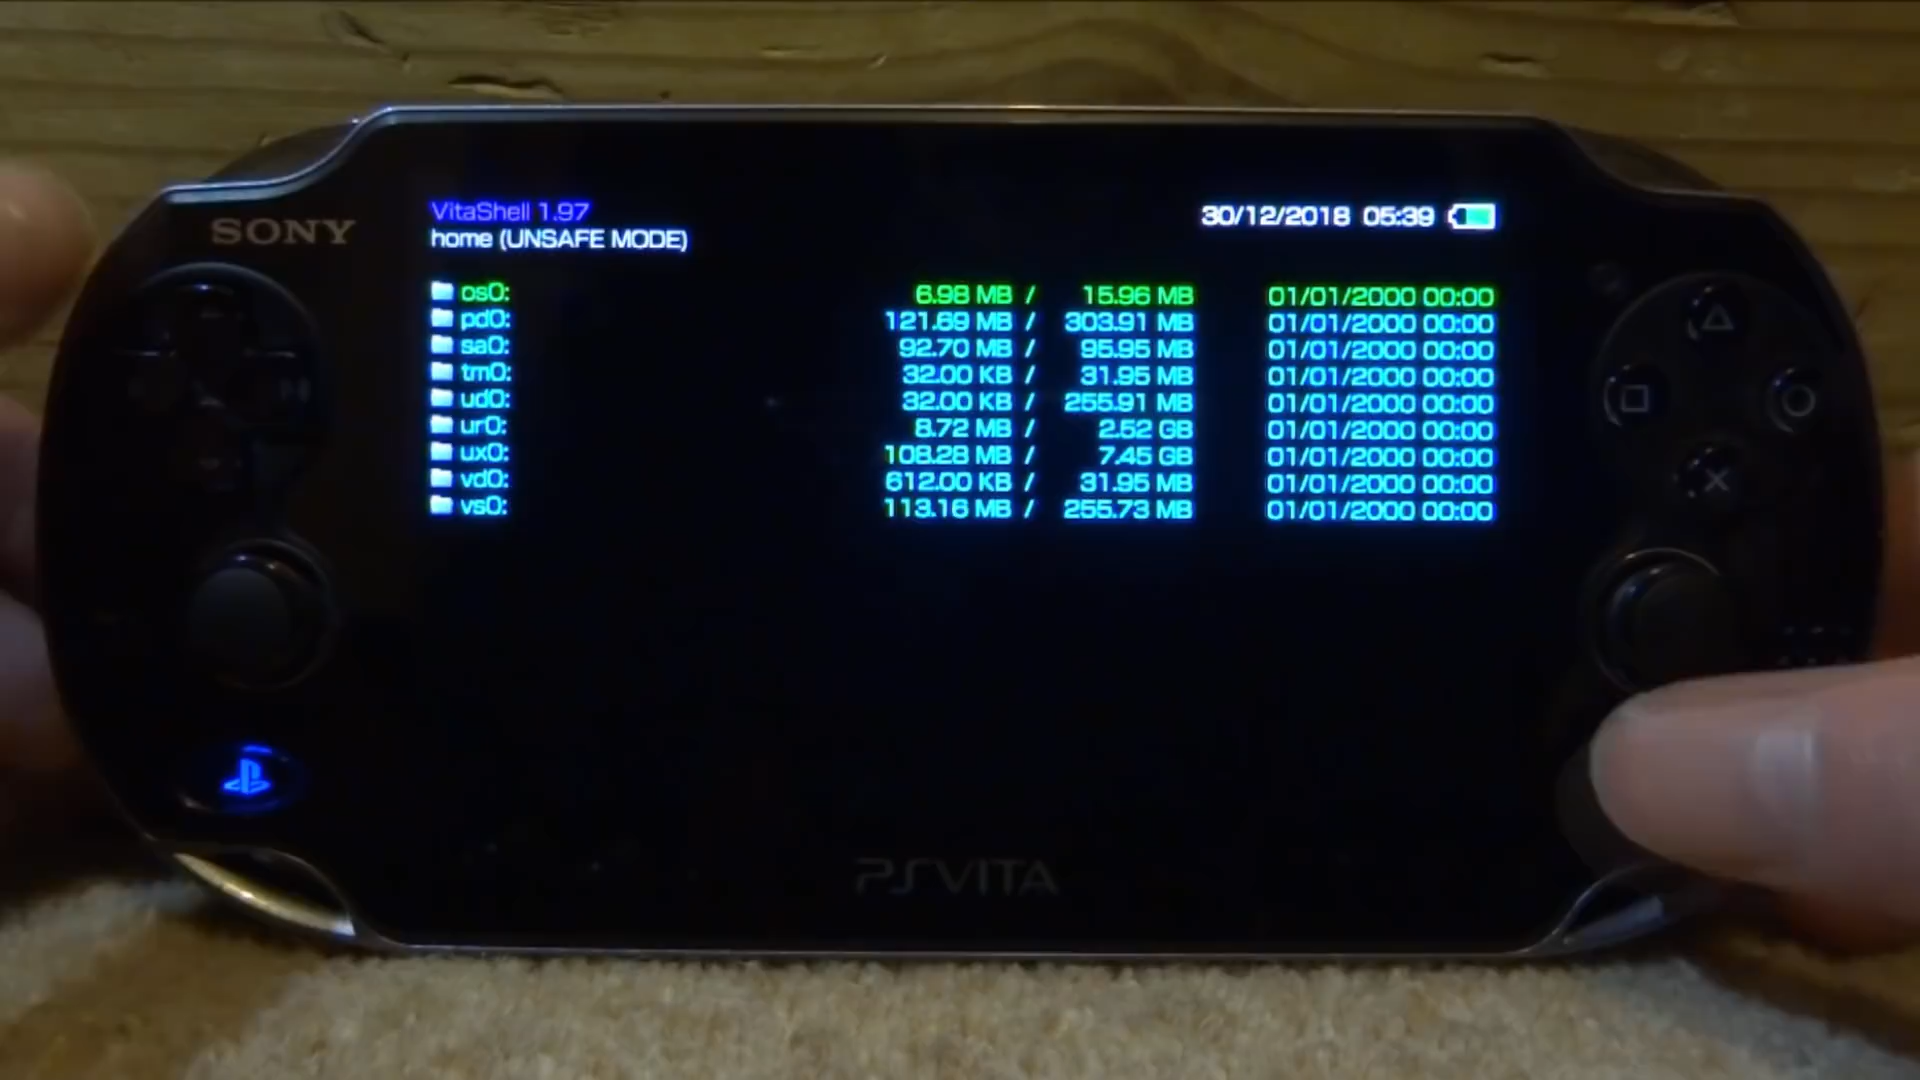 SONY
VitaShell 1.97
30/12/2018 05:39
home (UNSAFE MODE)
os0: 6.98 MB / 15.96 MB 01/01/2000 00:00
pd0: 121.69 MB / 303.91 MB 01/01/2000 00:00
sa0: 92.70 MB / 95.95 MB 01/01/2000 00:00
tm0: 32.00 KB / 31.95 MB 01/01/2000 00:00
ud0: 32.00 KB / 255.91 MB 01/01/2000 00:00
ur0: 8.72 MB / 2.52 GB 01/01/2000 00:00
ux0: 108.28 MB / 7.45 GB 01/01/2000 00:00
vd0: 612.00 KB / 31.95 MB 01/01/2000 00:00
vs0: 113.16 MB / 255.73 MB 01/01/2000 00:00
PSVITA